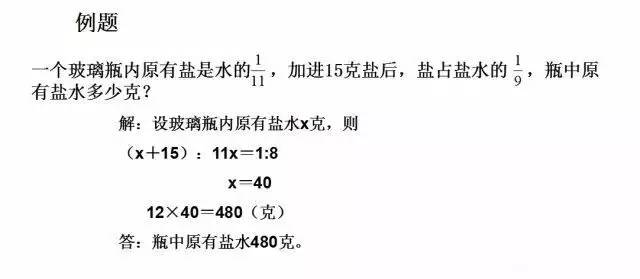 例题
一个玻璃瓶内原有盐是水的1/11，加进15克盐后，盐占盐水的1/9，瓶中原
有盐水多少克？
解：设玻璃瓶内原有盐水x克，则
（x＋15）：11x＝1:8
x＝40
12×40＝480（克）
答：瓶中原有盐水480克。